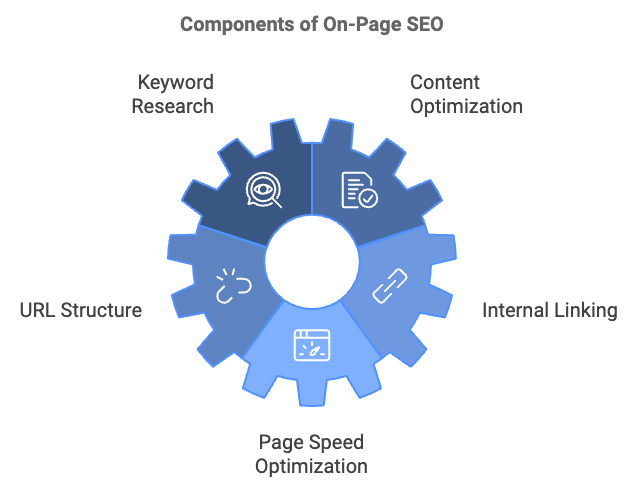 Components of On-Page SEO
Keyword
Research
Content
Optimization
URL Structure
Internal Linking
Page Speed
Optimization